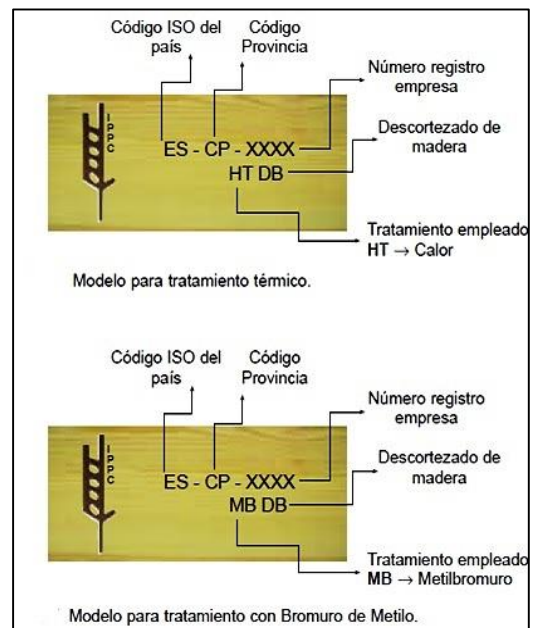 Código ISO del
país
Código
Provincia
Número registro
empresa
IPPC
ES - CP - XXXX
HT DB
Descortezado de
madera
Tratamiento empleado
HT → Calor
Modelo para tratamiento térmico.
Código ISO del
país
Código
Provincia
Número registro
empresa
IPPC
ES - CP - XXXX
MB DB
Descortezado de
madera
Tratamiento empleado
MB → Metilbromuro
Modelo para tratamiento con Bromuro de Metilo.